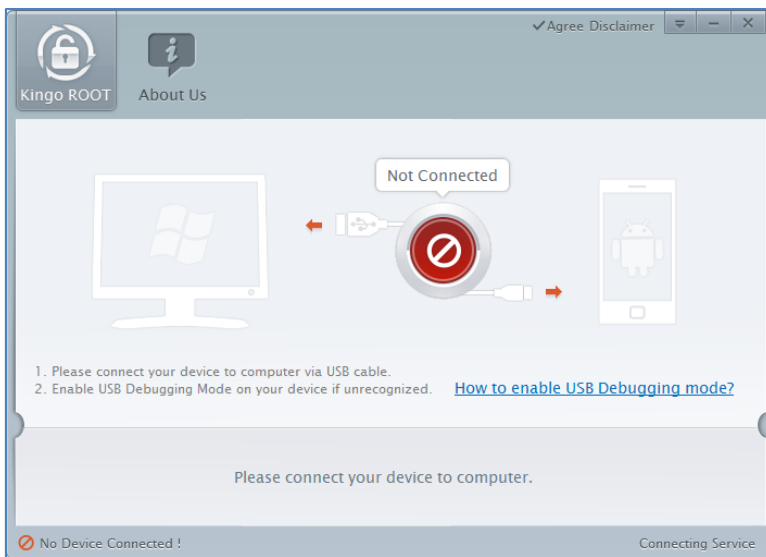 Agree Disclaimer
Kingo ROOT
About Us
Not Connected
1. Please connect your device to computer via USB cable.
2. Enable USB Debugging Mode on your device if unrecognized. How to enable USB Debugging mode?
Please connect your device to computer.
No Device Connected !
Connecting Service